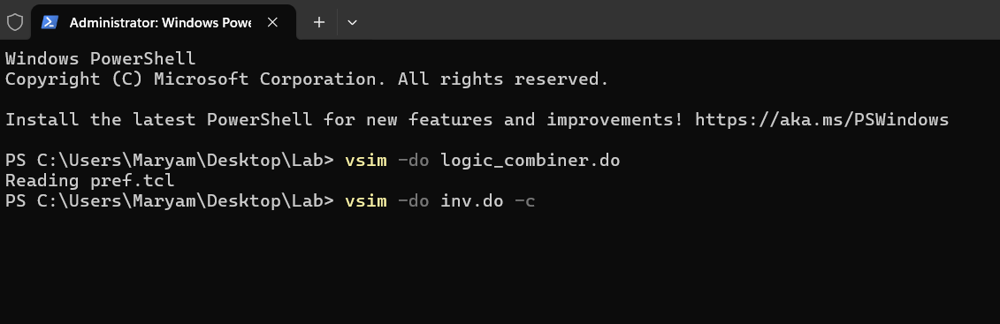 Administrator: Windows Powe
Windows PowerShell
Copyright (C) Microsoft Corporation. All rights reserved.
Install the latest PowerShell for new features and improvements! https://aka.ms/PSWindows
PS C:\Users\Maryam\Desktop\Lab> vsim -do logic_combiner.do
Reading pref.tcl
PS C:\Users\Maryam\Desktop\Lab> vsim -do inv.do -c